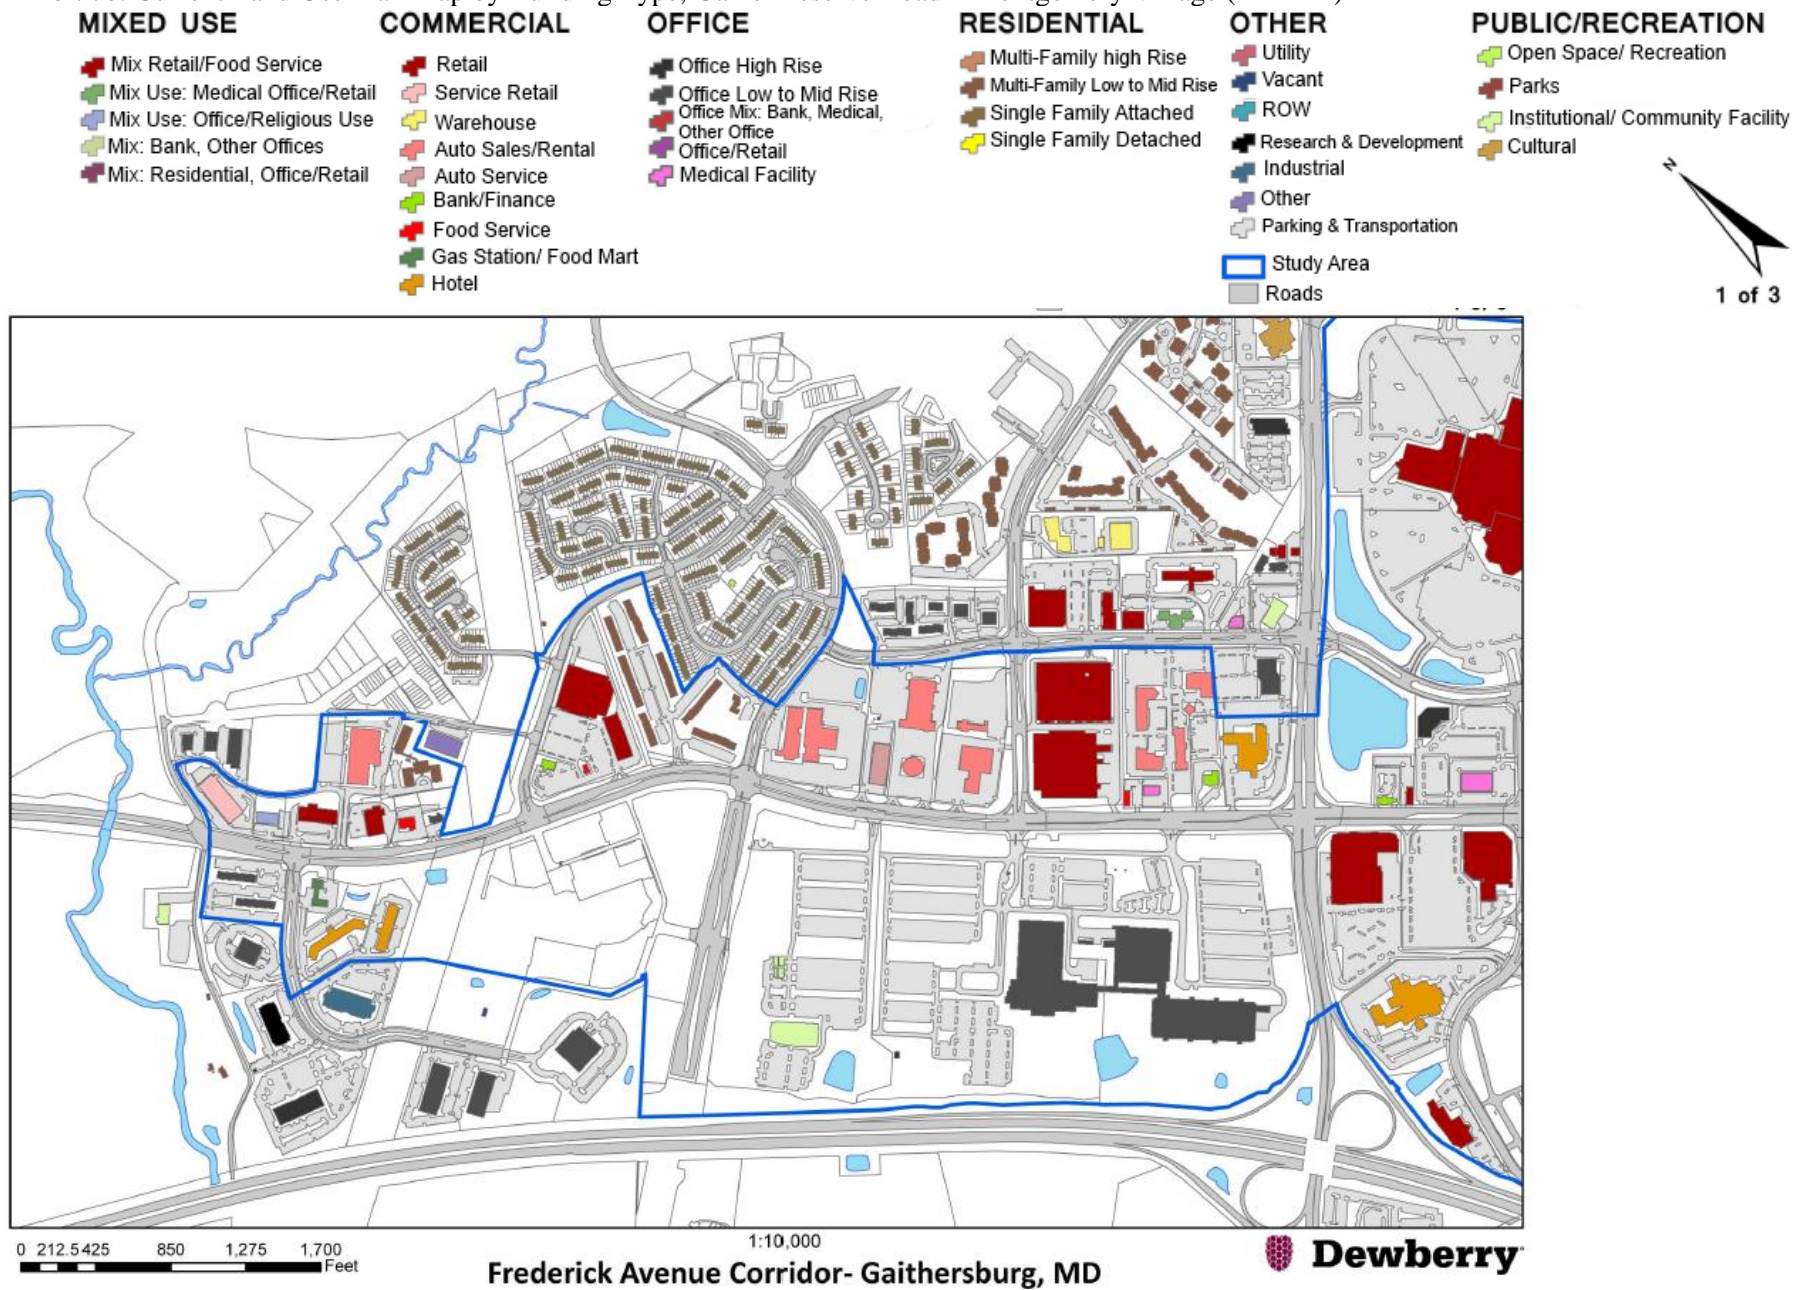 MIXED USE
Mix Retail/Food Service
Mix Use: Medical Office/Retail
Mix Use: Office/Religious Use
Mix: Bank, Other Offices
Mix: Residential, Office/Retail
COMMERCIAL
Retail
Service Retail
Warehouse
Auto Sales/Rental
Auto Service
Bank/Finance
Food Service
Gas Station/ Food Mart
Hotel
OFFICE
Office High Rise
Office Low to Mid Rise
Office Mix: Bank, Medical,
Other Office
Office/Retail
Medical Facility
RESIDENTIAL
Multi-Family high Rise
Multi-Family Low to Mid Rise
Single Family Attached
Single Family Detached
OTHER
Utility
Vacant
ROW
Research & Development
Industrial
Other
Parking & Transportation
Study Area
Roads
PUBLIC/RECREATION
Open Space/ Recreation
Parks
Institutional/ Community Facility
Cultural
N
1 of 3
0 212.5 425 850 1,275 1,700
Feet
1:10,000
Frederick Avenue Corridor- Gaithersburg, MD
Dewberry